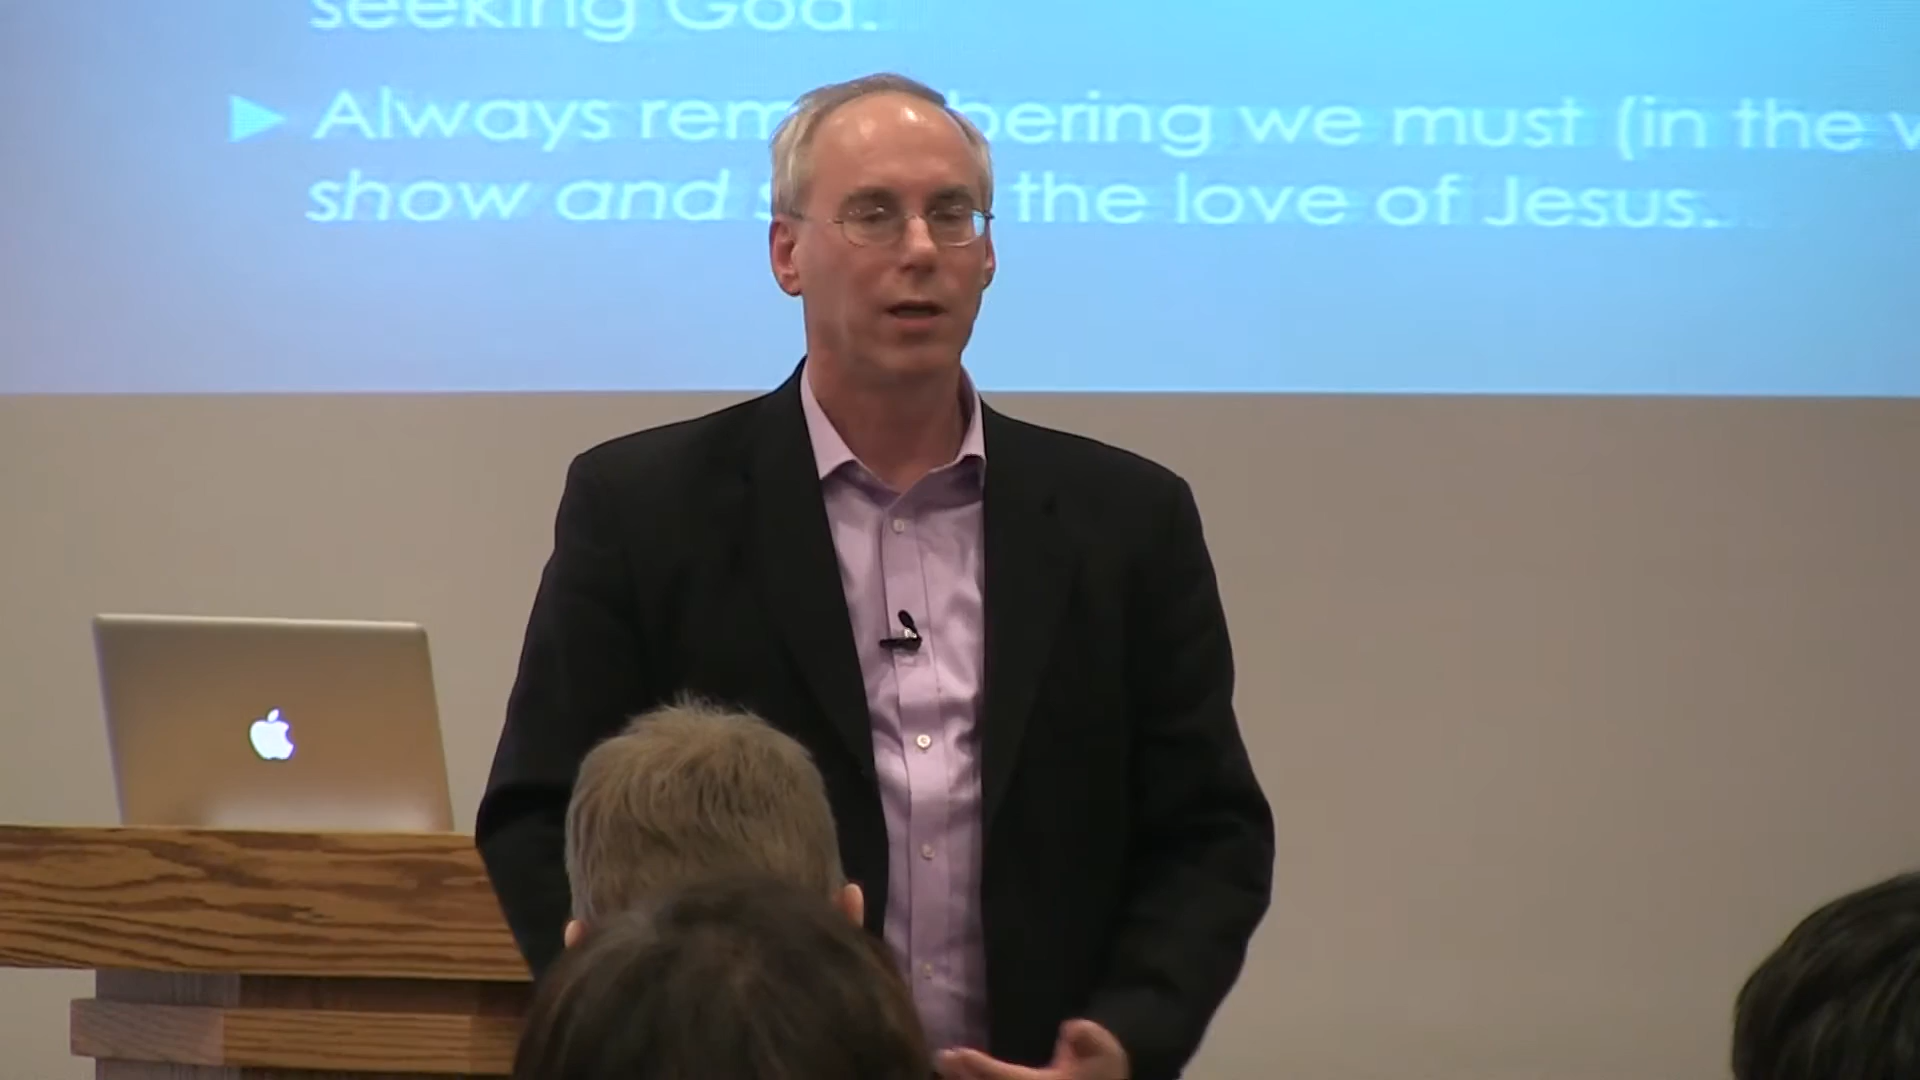 seeking God.
Always rem bering we must (in the
show and the love of Jesus.